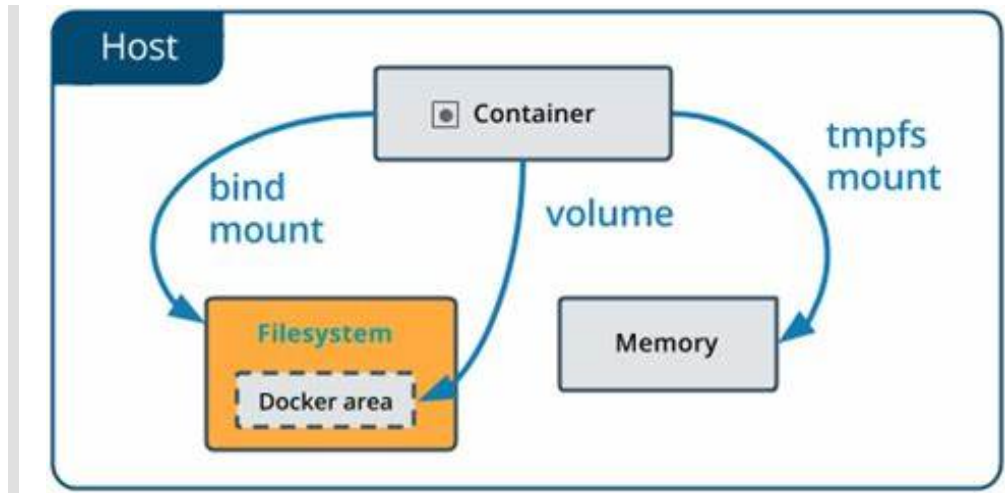 Host
Container
bind
mount
volume
tmpfs
mount
Filesystem
Docker area
Memory